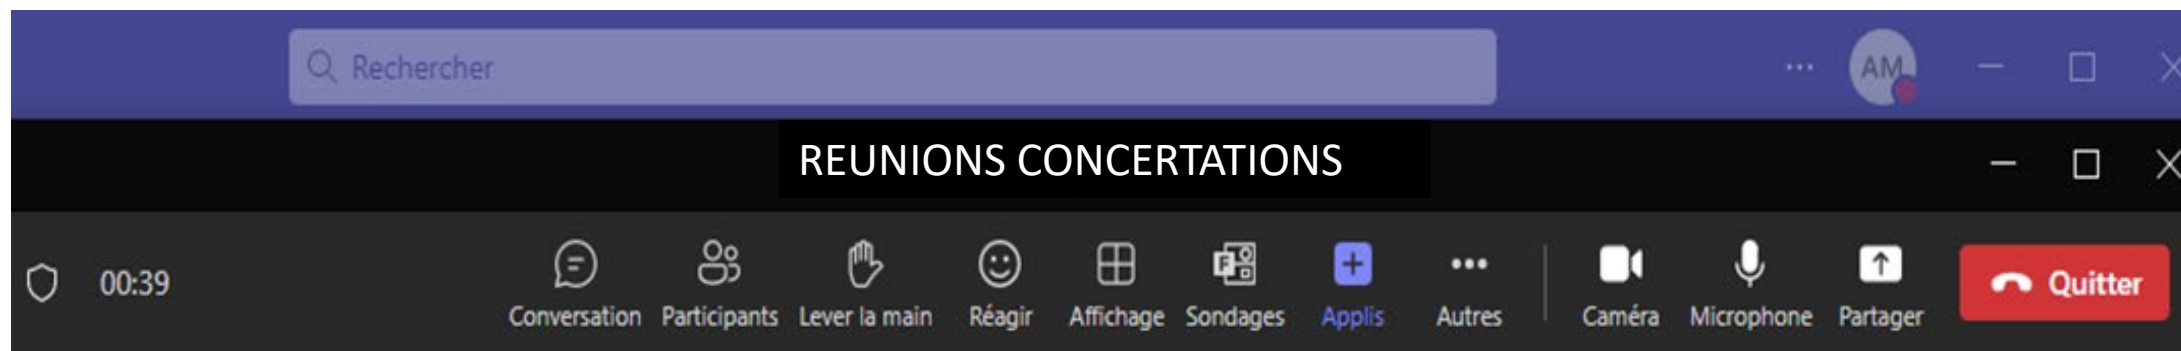 Rechercher
AM
REUNIONS CONCERTATIONS
00:39
Conversation Participants Lever la main Réagir Affichage Sondages Applis Autres Caméra Microphone Partager Quitter